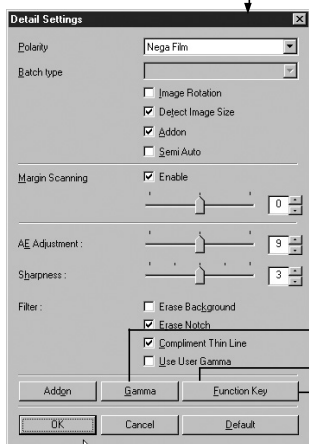 Detail Settings
Polarity Nega Film
Batch type
Image Rotation
Detect Image Size
Addon
Semi Auto
Margin Scanning Enable
0
AE Adjustment : 9
Sharpness : 3
Filter : Erase Background
Erase Notch
Compliment Thin Line
Use User Gamma
Addon Gamma Function Key
OK Cancel Default